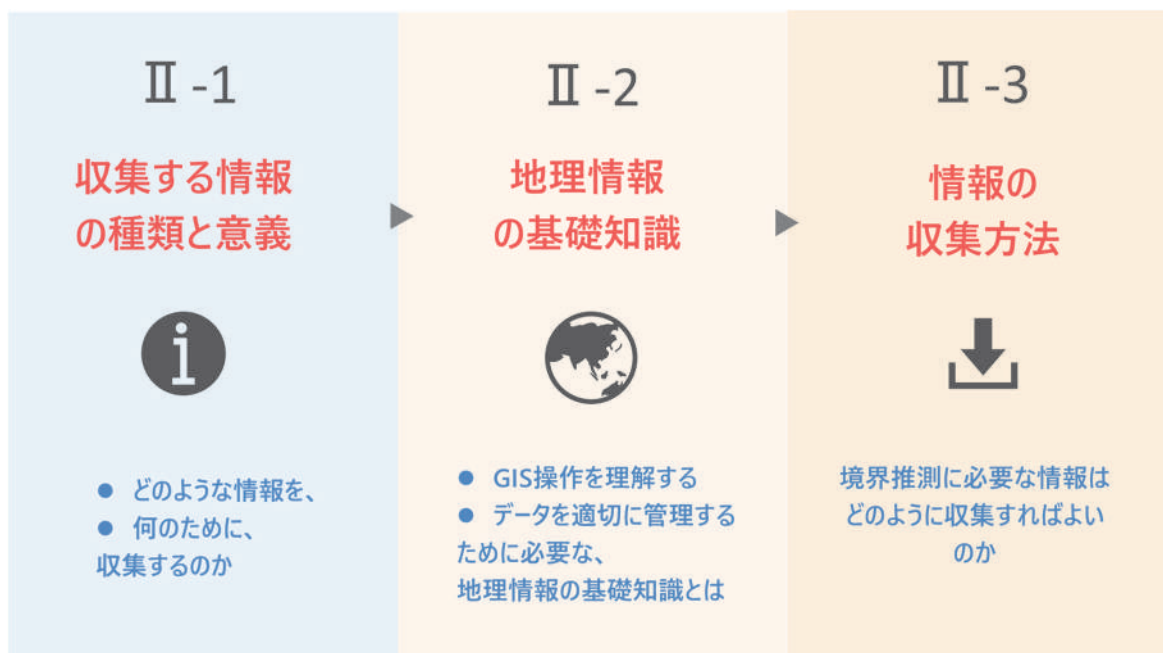 Ⅱ-1
収集する情報
の種類と意義
● どのような情報を、
● 何のために、
収集するのか
Ⅱ-2
地理情報
の基礎知識
● GIS操作を理解する
● データを適切に管理する
ために必要な、
地理情報の基礎知識とは
Ⅱ-3
情報の
収集方法
境界推測に必要な情報は
どのように収集すればよい
のか